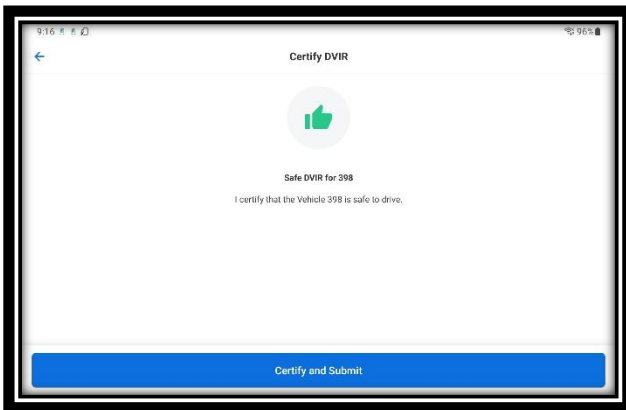 9:16
96%
Certify DVIR
Safe DVIR for 398
I certify that the Vehicle 398 is safe to drive.
Certify and Submit